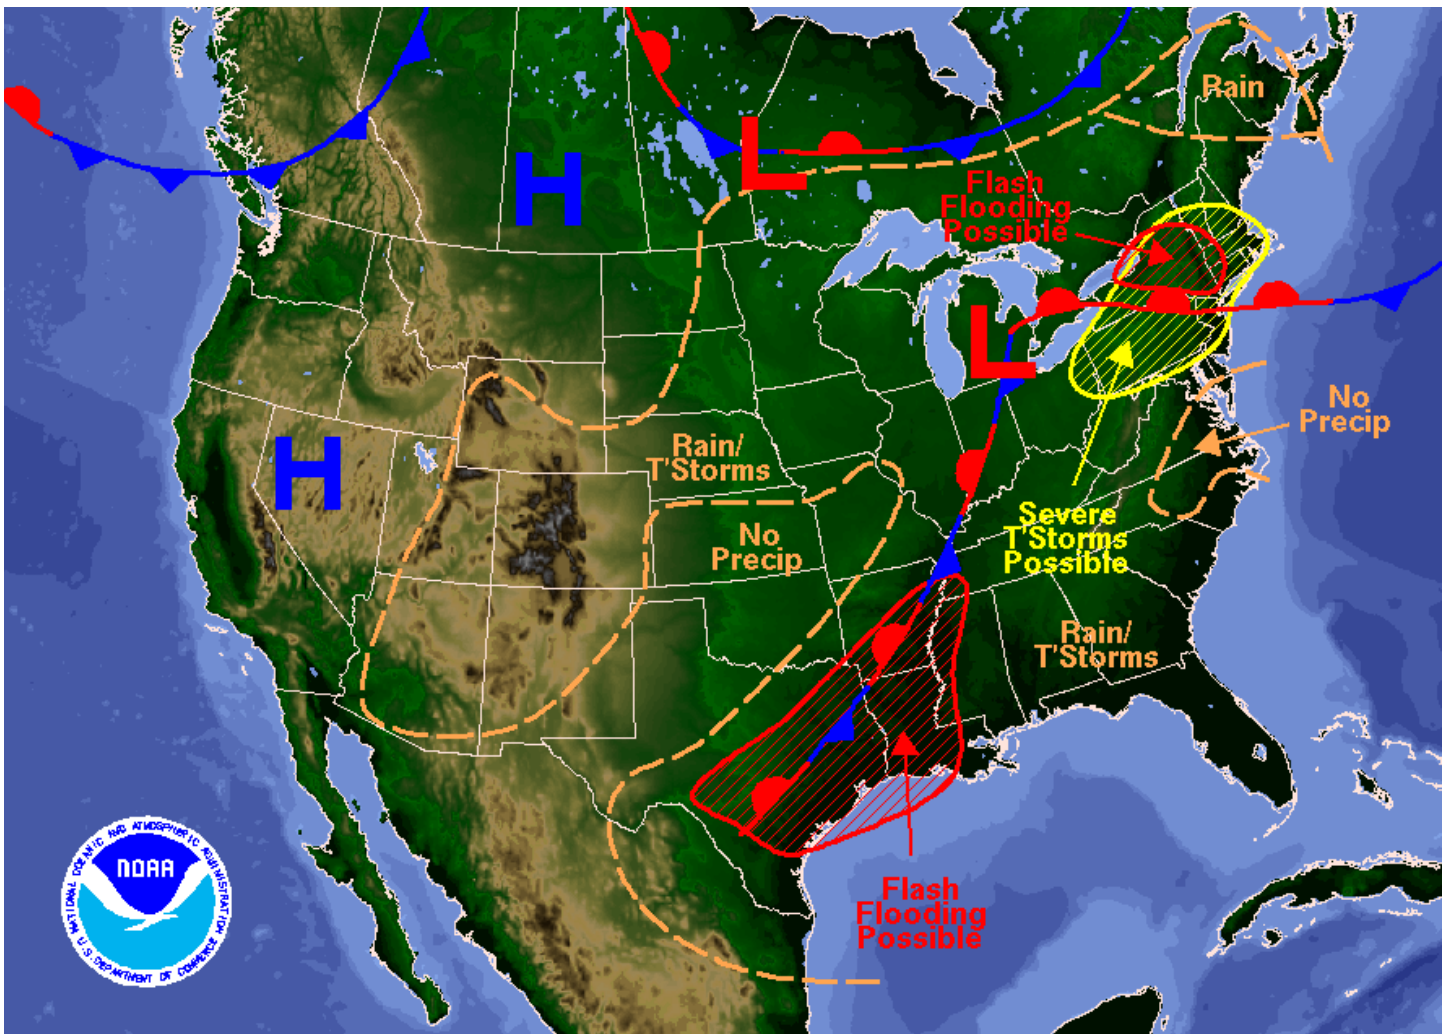 Rain
H
L
Flash
Flooding
Possible
L
No
Precip
H
Rain/
T'Storms
No
Precip
Severe
T'Storms
Possible
Rain/
T'Storms
Flash
Flooding
Possible
NATIONAL OCEANIC AND ATMOSPHERIC ADMINISTRATION
NOAA
U.S. DEPARTMENT OF COMMERCE